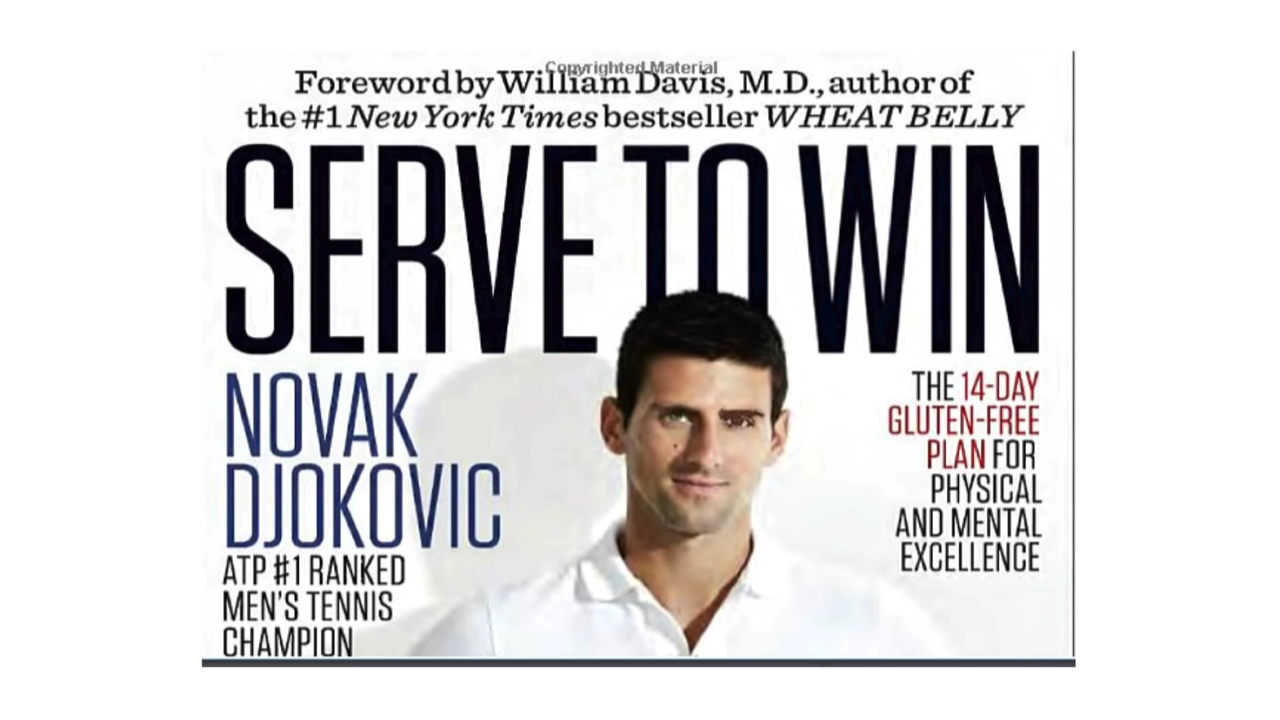 Copyrighted Material
Foreword by William Davis, M.D., author of
the #1 New York Times bestseller WHEAT BELLY
SERVE TO WIN
NOVAK
DJOKOVIC
ATP #1 RANKED
MEN'S TENNIS
CHAMPION
THE 14-DAY
GLUTEN-FREE
PLAN FOR
PHYSICAL
AND MENTAL
EXCELLENCE